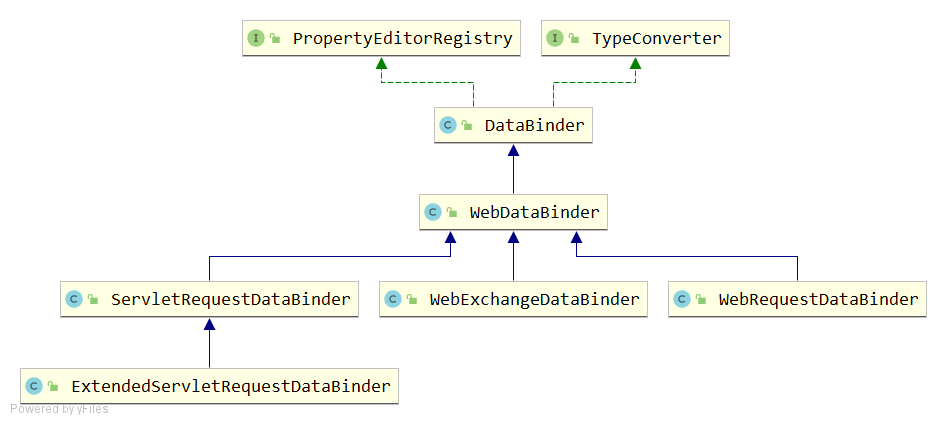 I PropertyEditorRegistry
I TypeConverter
C DataBinder
C WebDataBinder
C ServletRequestDataBinder
C WebExchangeDataBinder
C WebRequestDataBinder
C ExtendedServletRequestDataBinder
Powered by yFiles